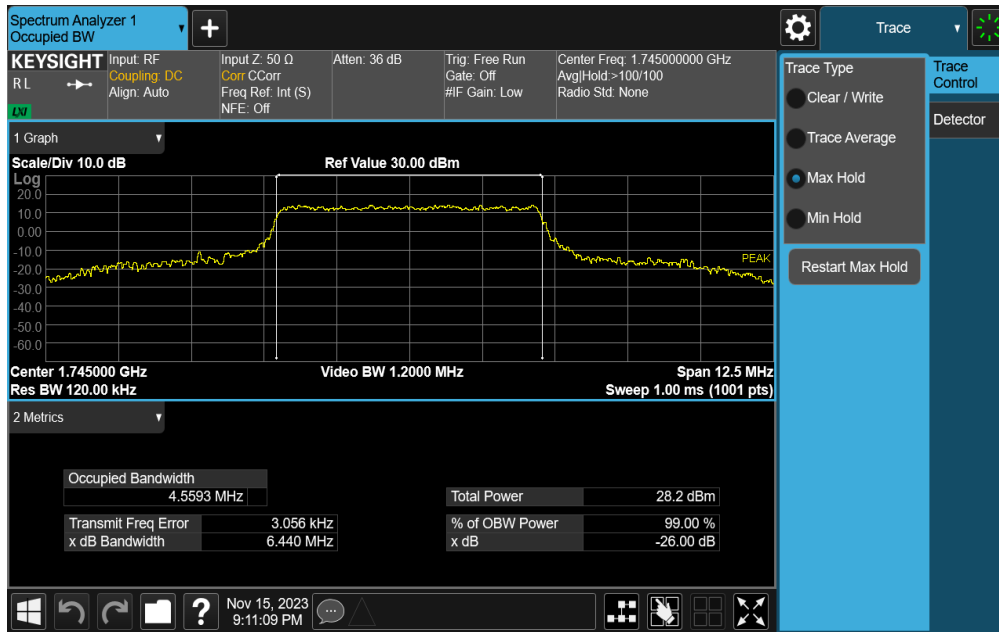 Spectrum Analyzer 1
Occupied BW
Trace
KEYSIGHT
RL
LXI
Input: RF
Coupling: DC
Align: Auto
Input Z: 50 Ω
Corr CCorr
Freq Ref: Int (S)
NFE: Off
Atten: 36 dB
Trig: Free Run
Gate: Off
#IF Gain: Low
Center Freq: 1.745000000 GHz
Avg|Hold:>100/100
Radio Std: None
Trace Type
Clear / Write
Trace Average
Max Hold
Min Hold
Restart Max Hold
Trace
Control
Detector
1 Graph
Scale/Div 10.0 dB
Ref Value 30.00 dBm
Log
20.0
10.0
0.00
-10.0
-20.0
-30.0
-40.0
-50.0
-60.0
PEAK
Center 1.745000 GHz
Video BW 1.2000 MHz
Span 12.5 MHz
Res BW 120.00 kHz
Sweep 1.00 ms (1001 pts)
2 Metrics
Occupied Bandwidth
4.5593 MHz
Total Power 28.2 dBm
Transmit Freq Error 3.056 kHz
% of OBW Power 99.00 %
x dB Bandwidth 6.440 MHz
x dB -26.00 dB
Nov 15, 2023
9:11:09 PM